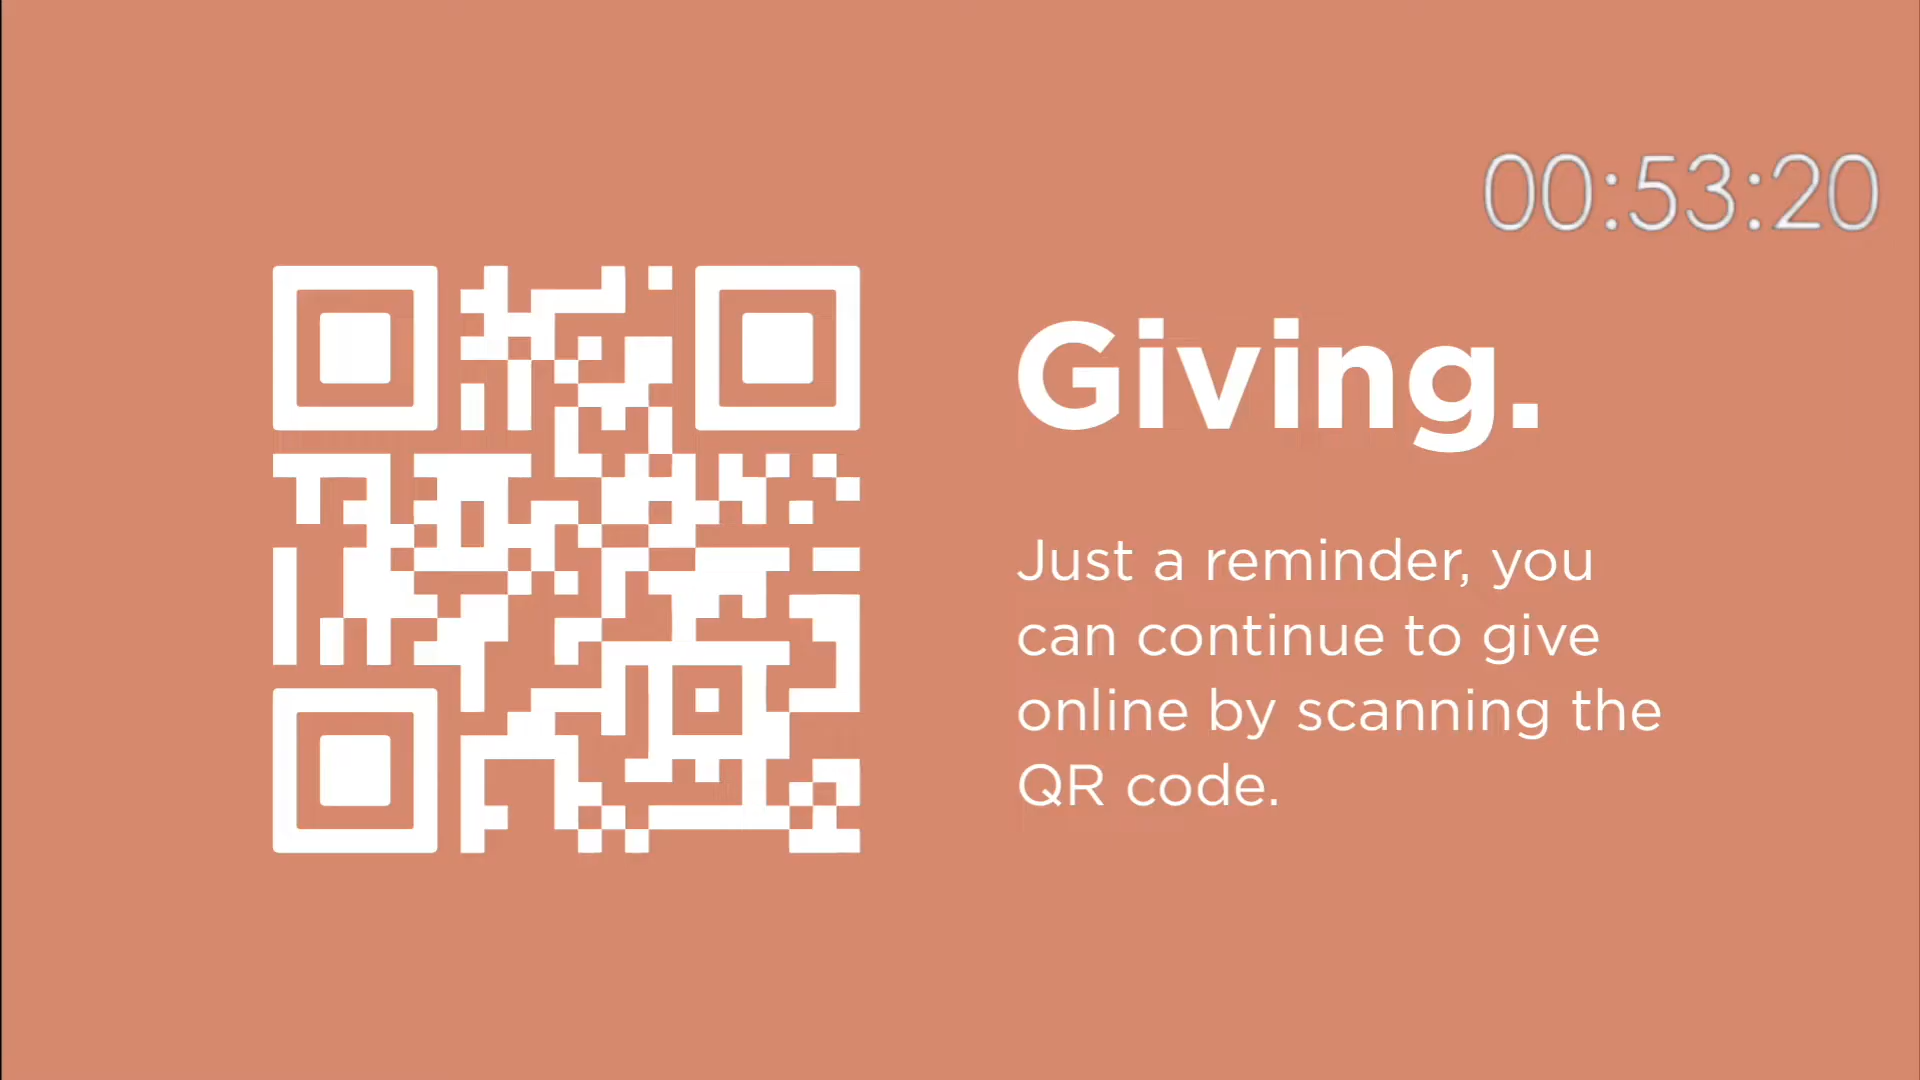 00:53:20
Giving.
Just a reminder, you
can continue to give
online by scanning the
QR code.